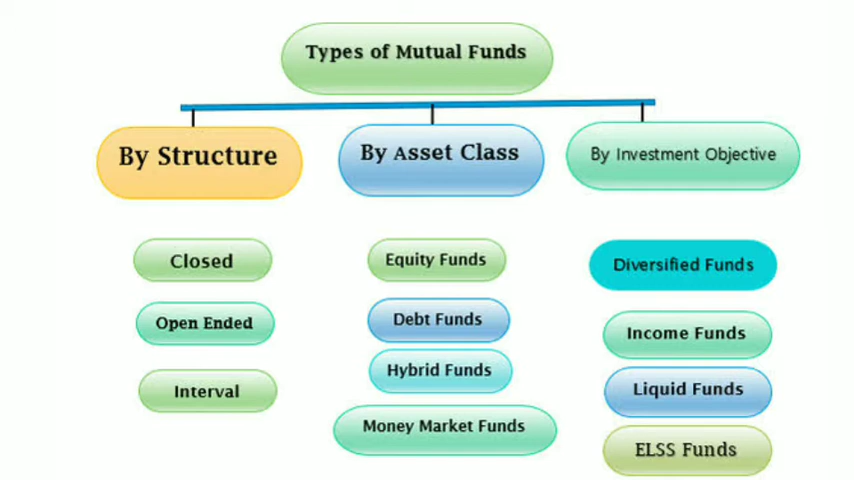 Types of Mutual Funds
By Structure
By Asset Class
By Investment Objective
Closed
Open Ended
Interval
Equity Funds
Debt Funds
Hybrid Funds
Money Market Funds
Diversified Funds
Income Funds
Liquid Funds
ELSS Funds